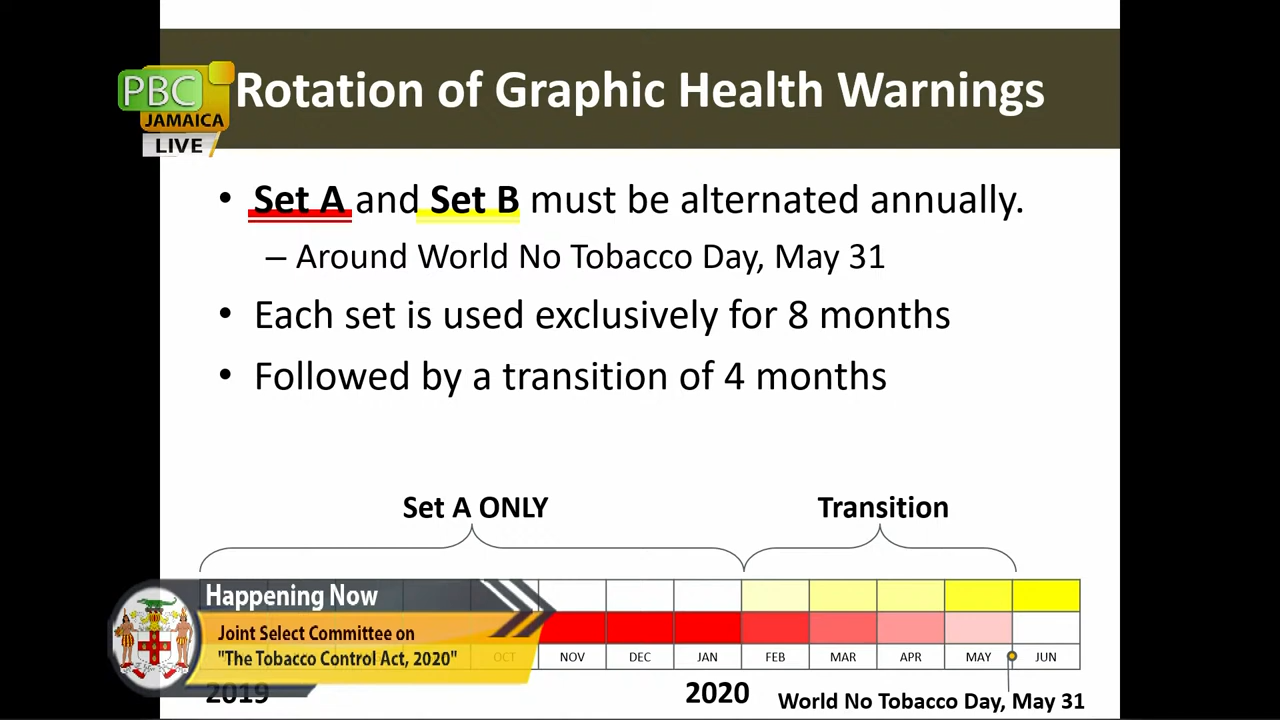 PBC
JAMAICA
LIVE
Rotation of Graphic Health Warnings
• Set A and Set B must be alternated annually.
– Around World No Tobacco Day, May 31
• Each set is used exclusively for 8 months
• Followed by a transition of 4 months
Set A ONLY
Transition
Happening Now
Joint Select Committee on
"The Tobacco Control Act, 2020"
OCT NOV DEC JAN FEB MAR APR MAY JUN
2019 2020 World No Tobacco Day, May 31